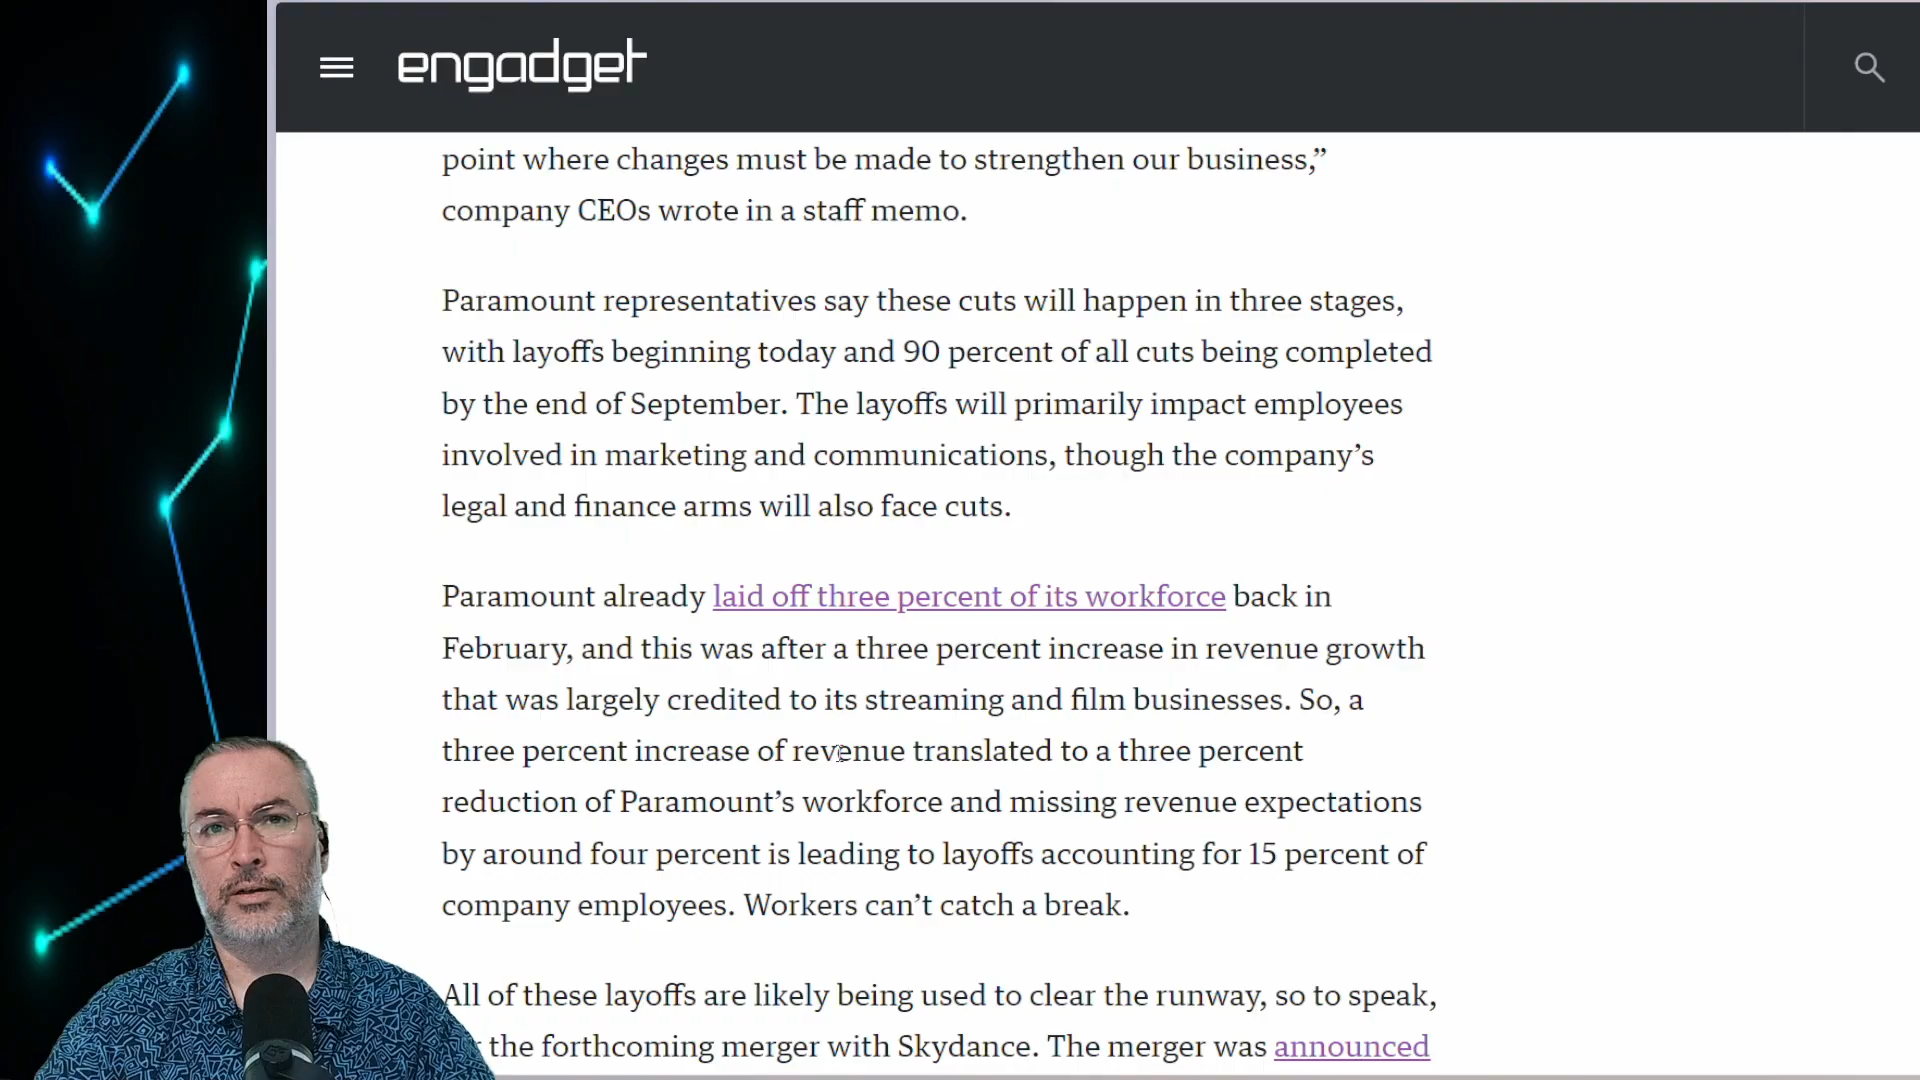 engadget
point where changes must be made to strengthen our business,”
company CEOs wrote in a staff memo.
Paramount representatives say these cuts will happen in three stages,
with layoffs beginning today and 90 percent of all cuts being completed
by the end of September. The layoffs will primarily impact employees
involved in marketing and communications, though the company’s
legal and finance arms will also face cuts.
Paramount already laid off three percent of its workforce back in
February, and this was after a three percent increase in revenue growth
that was largely credited to its streaming and film businesses. So, a
three percent increase of revenue translated to a three percent
reduction of Paramount’s workforce and missing revenue expectations
by around four percent is leading to layoffs accounting for 15 percent of
company employees. Workers can’t catch a break.
All of these layoffs are likely being used to clear the runway, so to speak,
the forthcoming merger with Skydance. The merger was announced